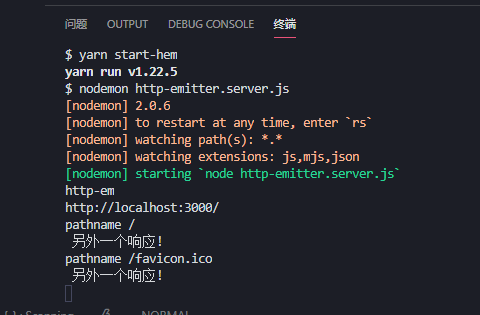 问题 OUTPUT DEBUG CONSOLE 终端
$ yarn start-hem
yarn run v1.22.5
$ nodemon http-emitter.server.js
[nodemon] 2.0.6
[nodemon] to restart at any time, enter `rs`
[nodemon] watching path(s): *.*
[nodemon] watching extensions: js,mjs,json
[nodemon] starting `node http-emitter.server.js`
http-em
http://localhost:3000/
pathname /
另外一个响应!
pathname /favicon.ico
另外一个响应!